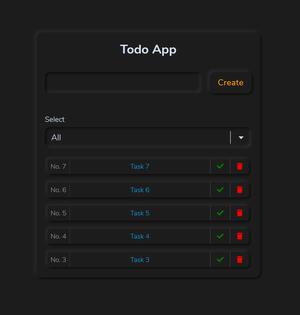 Todo App
Create
Select
All
No. 7 Task 7
No. 6 Task 6
No. 5 Task 5
No. 4 Task 4
No. 3 Task 3